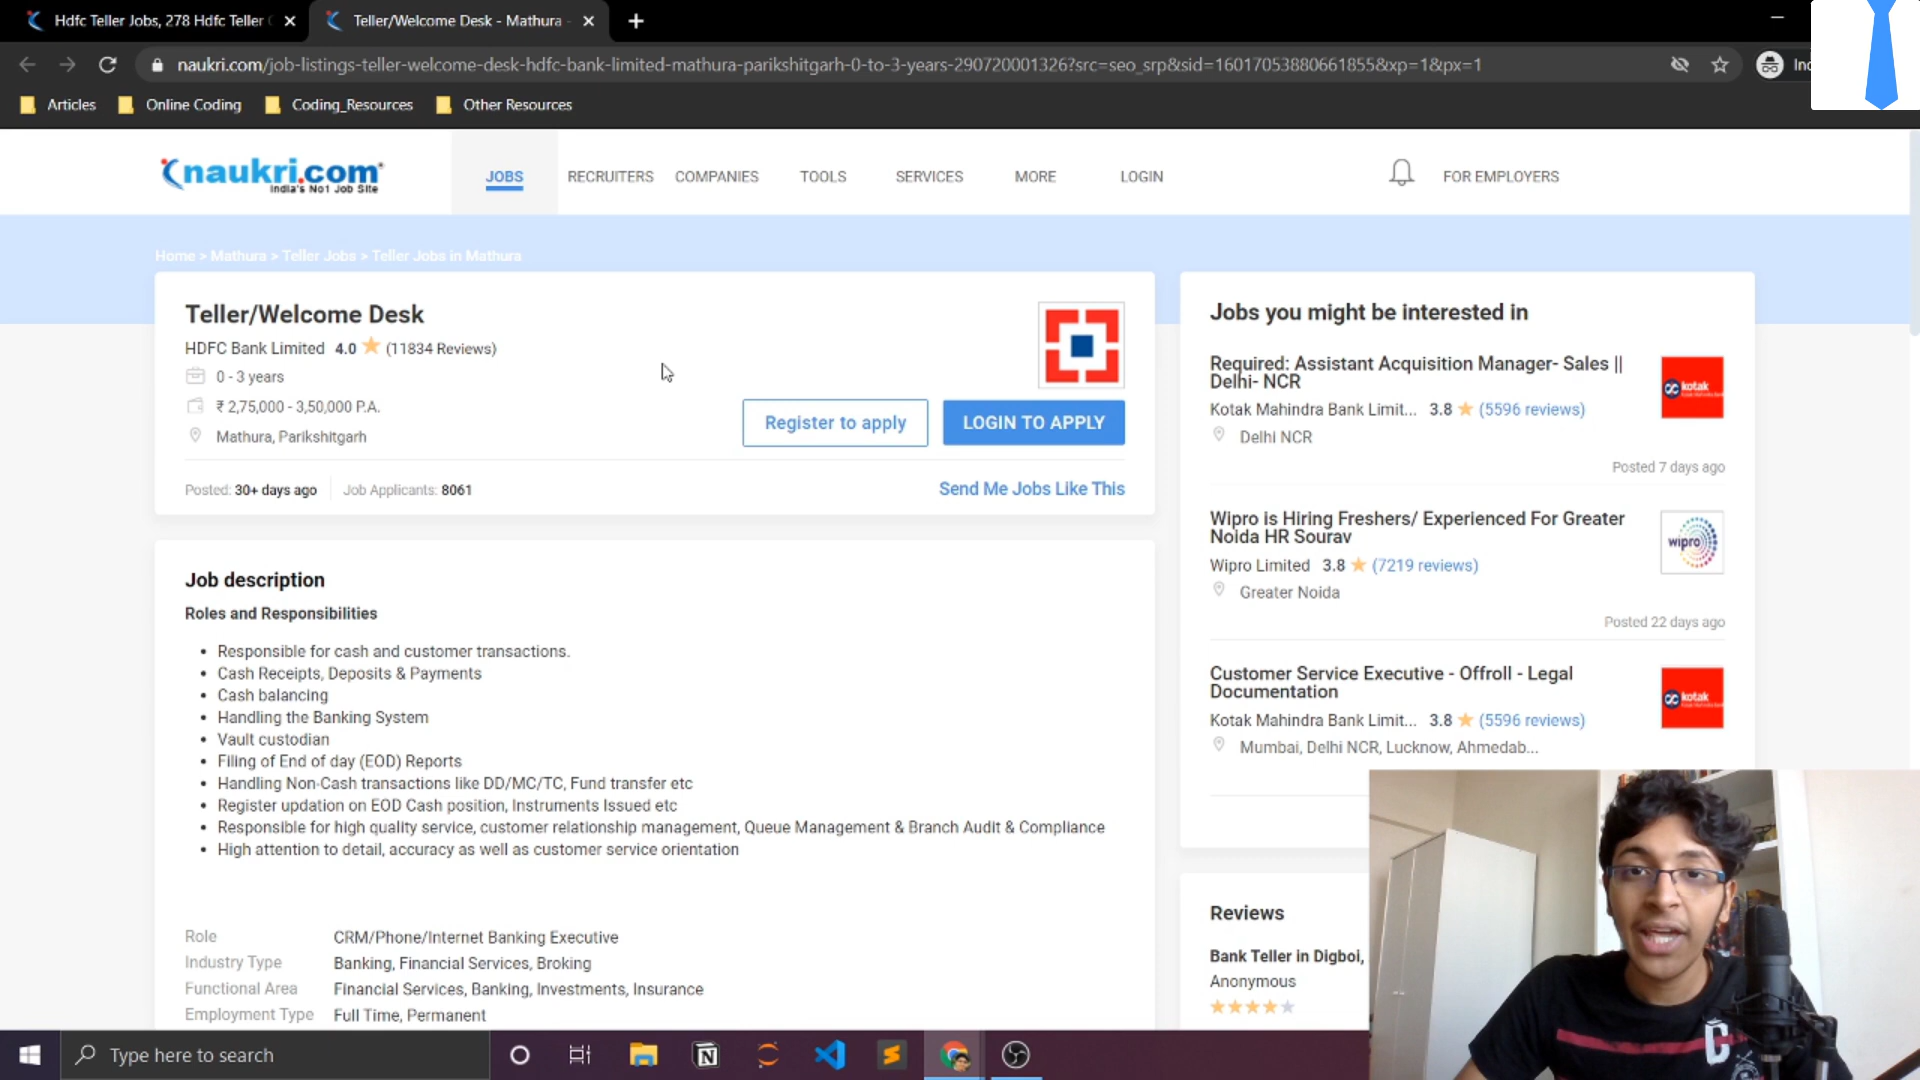 Hdfc Teller Jobs, 278 Hdfc Teller
Teller/Welcome Desk - Mathura -
naukri.com/job-listings-teller-welcome-desk-hdfc-bank-limited-mathura-parikshitgarh-0-to-3-years-290720001326?src=seo_srp&sid=16017053880661855&xp=1&px=1
Articles
Online Coding
Coding_Resources
Other Resources
naukri.com
India's No1 Job Site
JOBS
RECRUITERS
COMPANIES
TOOLS
SERVICES
MORE
LOGIN
FOR EMPLOYERS
Home > Mathura > Teller Jobs > Teller Jobs in Mathura
Teller/Welcome Desk
HDFC Bank Limited 4.0 (11834 Reviews)
0 - 3 years
₹ 2,75,000 - 3,50,000 P.A.
Mathura, Parikshitgarh
Register to apply
LOGIN TO APPLY
Posted: 30+ days ago
Job Applicants: 8061
Send Me Jobs Like This
Job description
Roles and Responsibilities
• Responsible for cash and customer transactions.
• Cash Receipts, Deposits & Payments
• Cash balancing
• Handling the Banking System
• Vault custodian
• Filing of End of day (EOD) Reports
• Handling Non-Cash transactions like DD/MC/TC, Fund transfer etc
• Register updation on EOD Cash position, Instruments Issued etc
• Responsible for high quality service, customer relationship management, Queue Management & Branch Audit & Compliance
• High attention to detail, accuracy as well as customer service orientation
Role CRM/Phone/Internet Banking Executive
Industry Type Banking, Financial Services, Broking
Functional Area Financial Services, Banking, Investments, Insurance
Employment Type Full Time, Permanent
Jobs you might be interested in
Required: Assistant Acquisition Manager- Sales ||
Delhi- NCR
Kotak Mahindra Bank Limit... 3.8 (5596 reviews)
Delhi NCR
kotak
Posted 7 days ago
Wipro is Hiring Freshers/ Experienced For Greater
Noida HR Sourav
Wipro Limited 3.8 (7219 reviews)
Greater Noida
wipro
Posted 22 days ago
Customer Service Executive - Offroll - Legal
Documentation
Kotak Mahindra Bank Limit... 3.8 (5596 reviews)
Mumbai, Delhi NCR, Lucknow, Ahmedab...
kotak
Reviews
Bank Teller in Digboi,
Anonymous
Type here to search